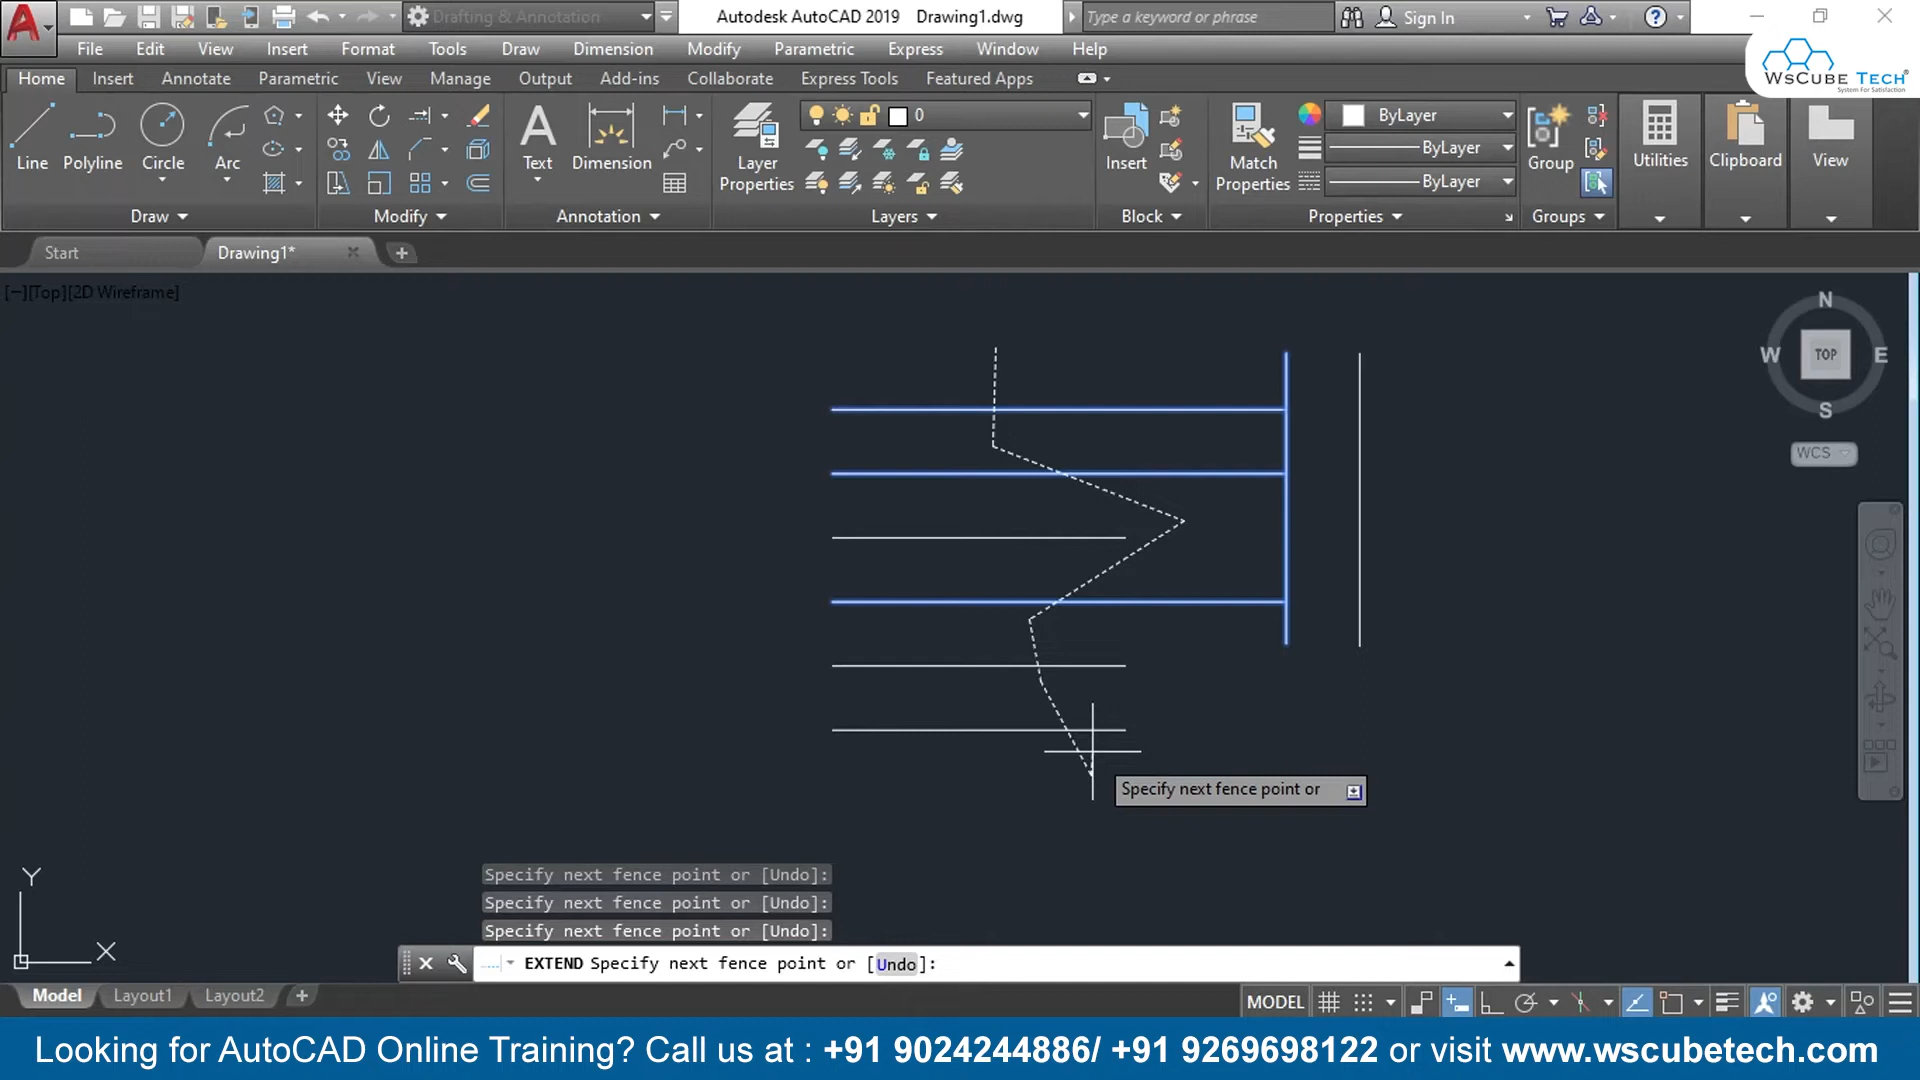 Drafting & Annotation
Autodesk AutoCAD 2019 Drawing1.dwg
Type a keyword or phrase
Sign In
?
File Edit View Insert Format Tools Draw Dimension Modify Parametric Express Window Help
WsCube Tech®
System For Satisfaction
Home Insert Annotate Parametric View Manage Output Add-ins Collaborate Express Tools Featured Apps
0
ByLayer
ByLayer
ByLayer
Line Polyline Circle Arc
A Text Dimension
Layer Properties
Insert
Match Properties
Group
Utilities Clipboard View
Draw Modify Annotation Layers Block Properties Groups
Start Drawing1* +
[−][Top][2D Wireframe]
N
W TOP E
S
WCS
Specify next fence point or
Y
X
Specify next fence point or [Undo]:
Specify next fence point or [Undo]:
Specify next fence point or [Undo]:
EXTEND Specify next fence point or [Undo]:
Model Layout1 Layout2 +
MODEL
Looking for AutoCAD Online Training? Call us at : +91 9024244886/ +91 9269698122 or visit www.wscubetech.com